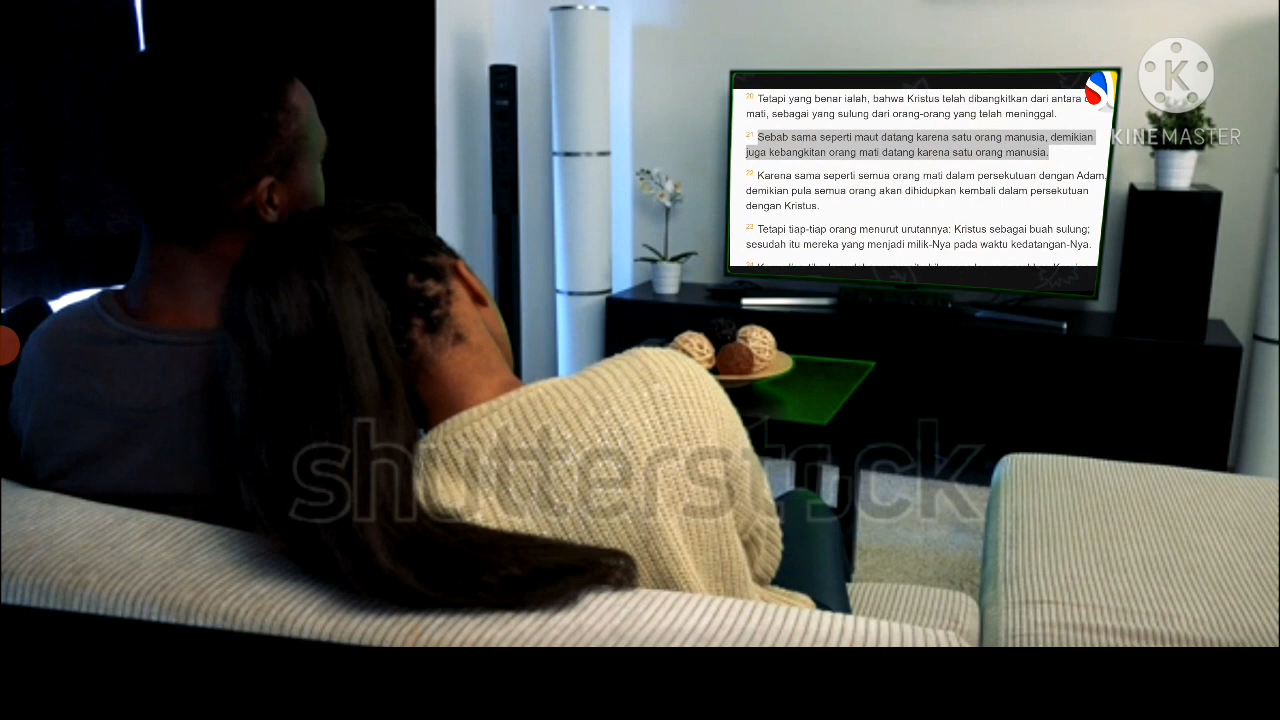 20 Tetapi yang benar ialah, bahwa Kristus telah dibangkitkan dari antara
mati, sebagai yang sulung dari orang-orang yang telah meninggal.
21 Sebab sama seperti maut datang karena satu orang manusia, demikian
juga kebangkitan orang mati datang karena satu orang manusia.
22 Karena sama seperti semua orang mati dalam persekutuan dengan Adam,
demikian pula semua orang akan dihidupkan kembali dalam persekutuan
dengan Kristus.
23 Tetapi tiap-tiap orang menurut urutannya: Kristus sebagai buah sulung;
sesudah itu mereka yang menjadi milik-Nya pada waktu kedatangan-Nya.
K
KINEMASTER
shutterstock